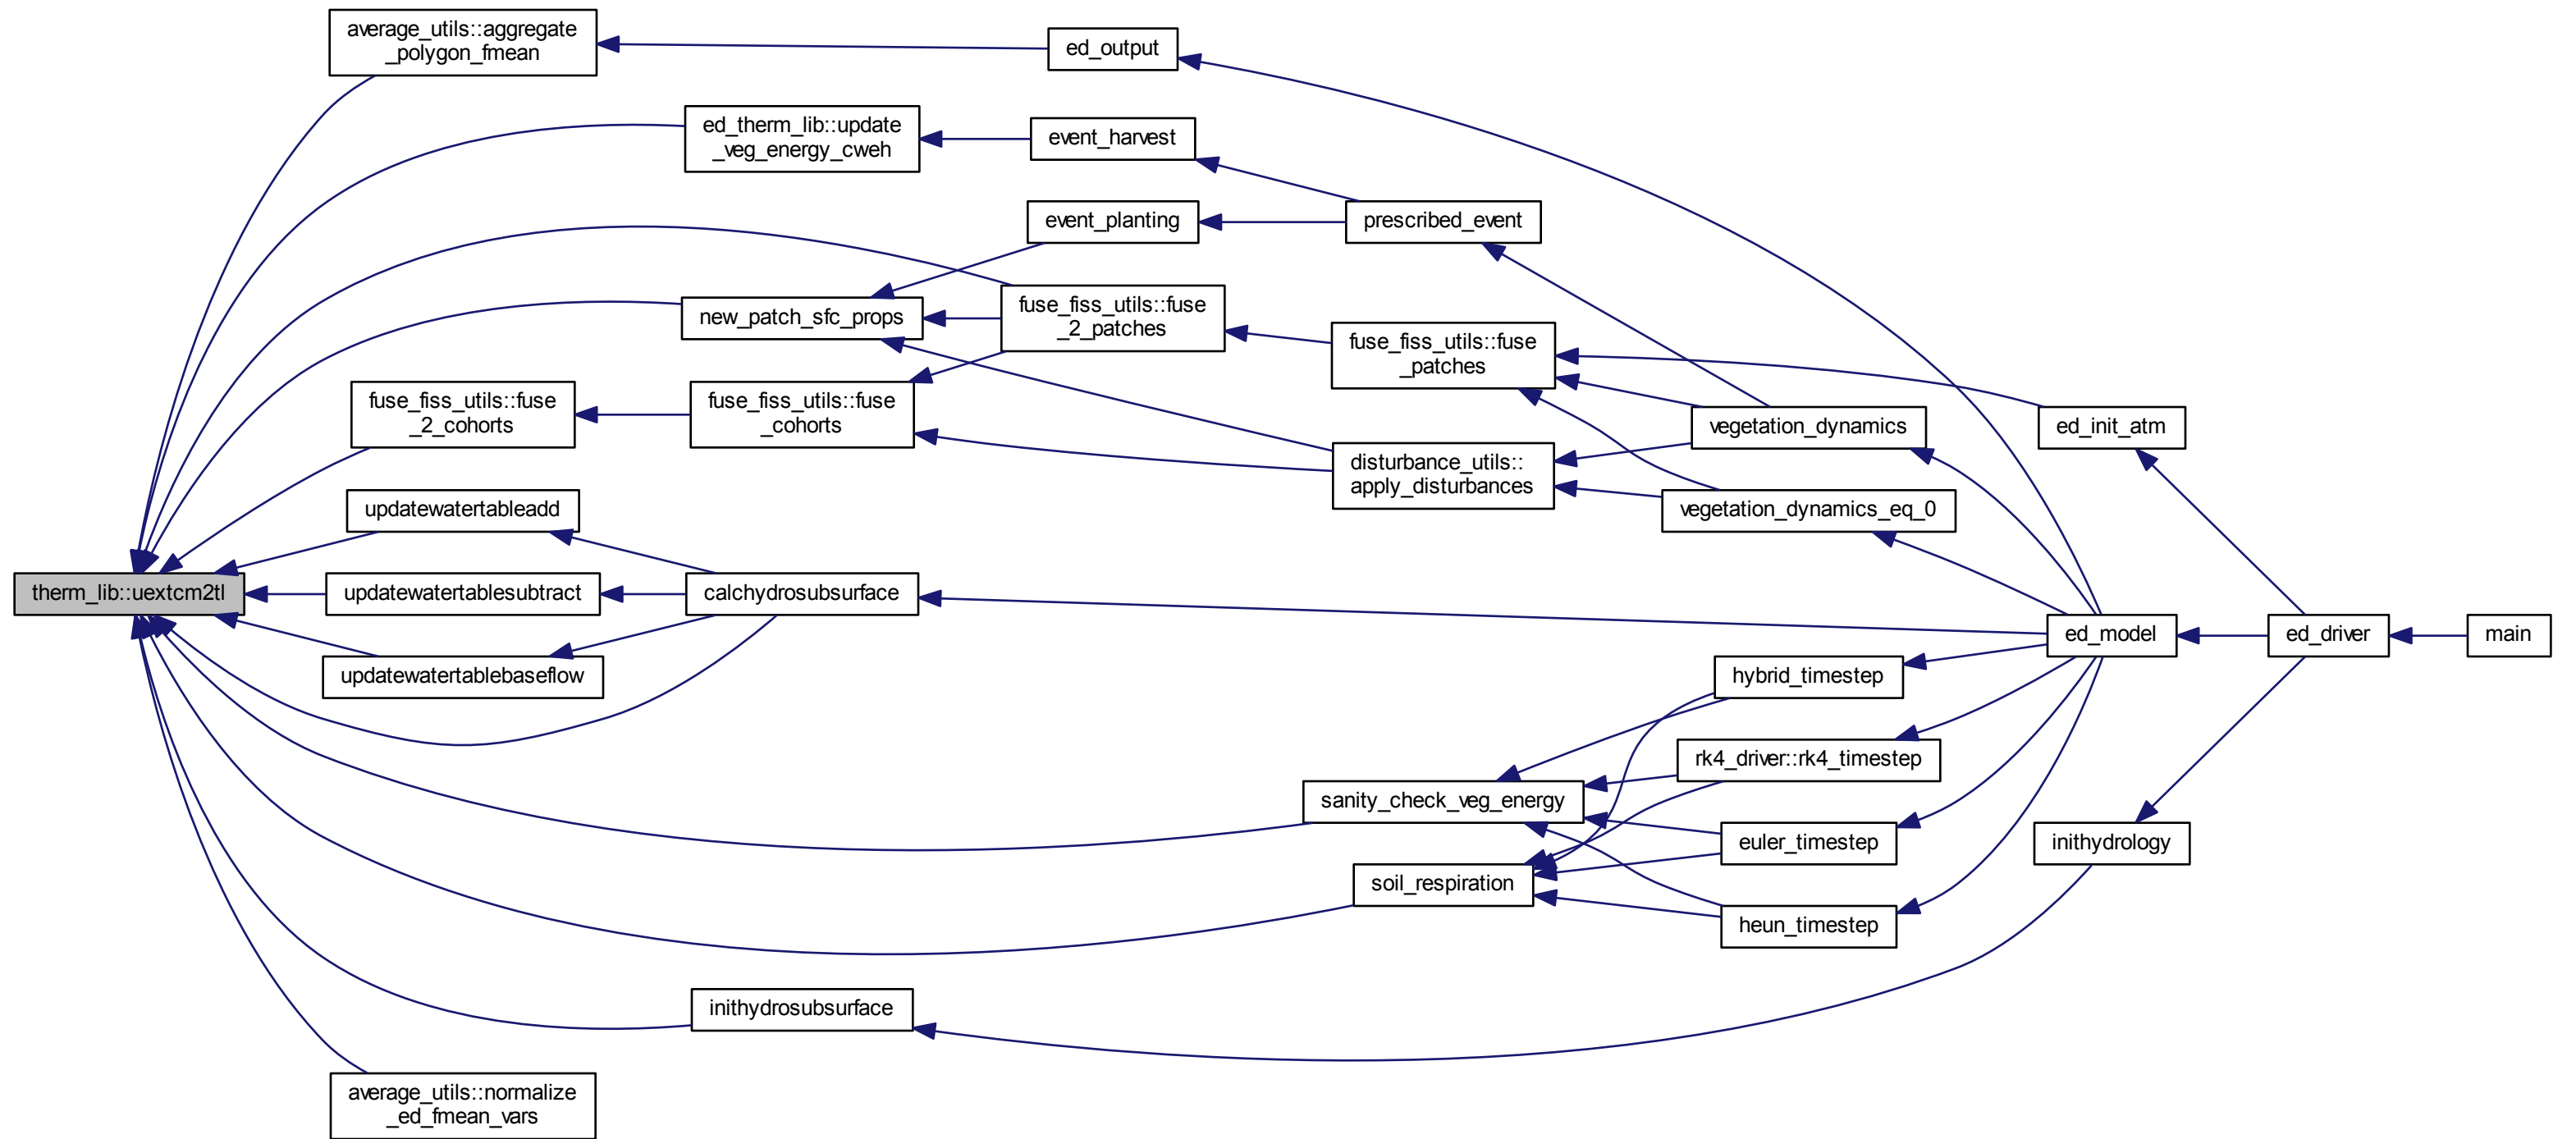 average_utils::aggregate
_polygon_fmean
ed_output
ed_therm_lib::update
_veg_energy_cweh
event_harvest
event_planting
prescribed_event
new_patch_sfc_props
fuse_fiss_utils::fuse
_2_patches
fuse_fiss_utils::fuse
_patches
fuse_fiss_utils::fuse
_2_cohorts
fuse_fiss_utils::fuse
_cohorts
vegetation_dynamics
ed_init_atm
disturbance_utils::
apply_disturbances
vegetation_dynamics_eq_0
updatewatertableadd
therm_lib::uextcm2tl
updatewatertablesubtract
calchydrosubsurface
updatewatertablebaseflow
ed_model
ed_driver
main
hybrid_timestep
rk4_driver::rk4_timestep
sanity_check_veg_energy
euler_timestep
inithydrology
soil_respiration
heun_timestep
inithydrosubsurface
average_utils::normalize
_ed_fmean_vars